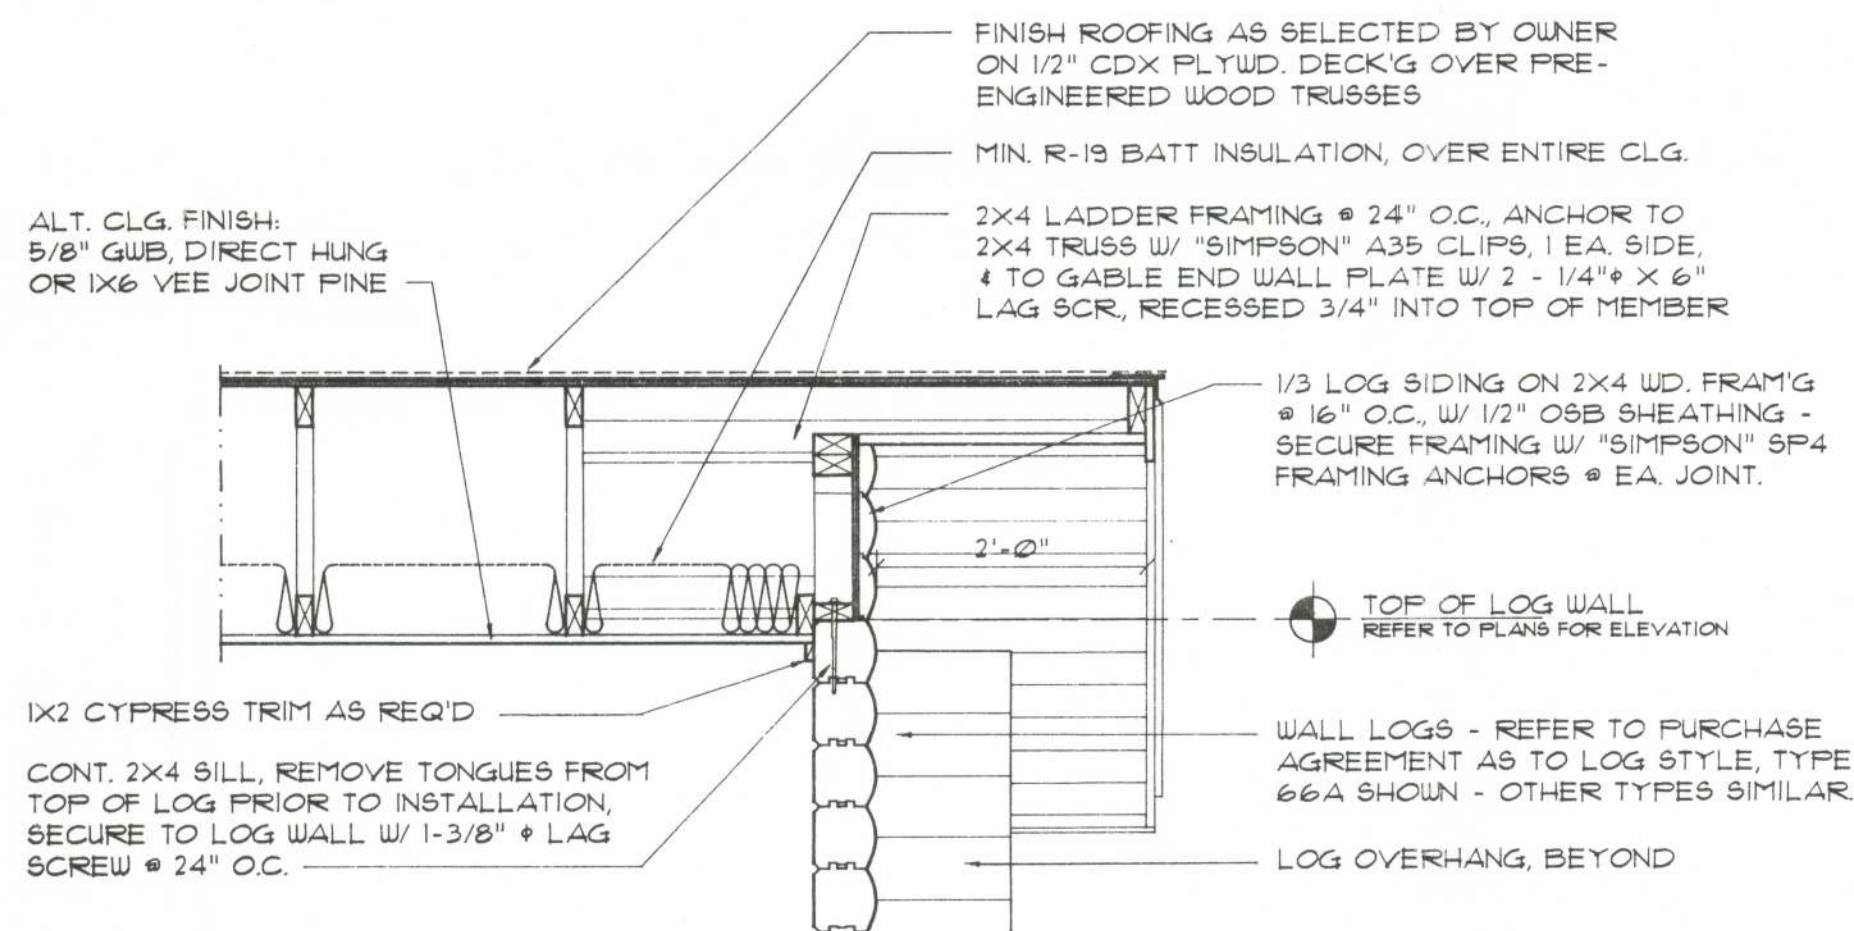 FINISH ROOFING AS SELECTED BY OWNER
ON 1/2" CDX PLYWD. DECK'G OVER PRE-
ENGINEERED WOOD TRUSSES
MIN. R-19 BATT INSULATION, OVER ENTIRE CLG.
ALT. CLG. FINISH:
5/8" GWB, DIRECT HUNG
OR 1X6 VEE JOINT PINE
2X4 LADDER FRAMING @ 24" O.C., ANCHOR TO
2X4 TRUSS W/ "SIMPSON" A35 CLIPS, 1 EA. SIDE,
& TO GABLE END WALL PLATE W/ 2 - 1/4"φ X 6"
LAG SCR., RECESSED 3/4" INTO TOP OF MEMBER
1/3 LOG SIDING ON 2X4 WD. FRAM'G
@ 16" O.C., W/ 1/2" OSB SHEATHING -
SECURE FRAMING W/ "SIMPSON" SP4
FRAMING ANCHORS @ EA. JOINT.
2'-0"
TOP OF LOG WALL
REFER TO PLANS FOR ELEVATION
1X2 CYPRESS TRIM AS REQ'D
CONT. 2X4 SILL, REMOVE TONGUES FROM
TOP OF LOG PRIOR TO INSTALLATION,
SECURE TO LOG WALL W/ 1-3/8" φ LAG
SCREW @ 24" O.C.
WALL LOGS - REFER TO PURCHASE
AGREEMENT AS TO LOG STYLE, TYPE
66A SHOWN - OTHER TYPES SIMILAR.
LOG OVERHANG, BEYOND